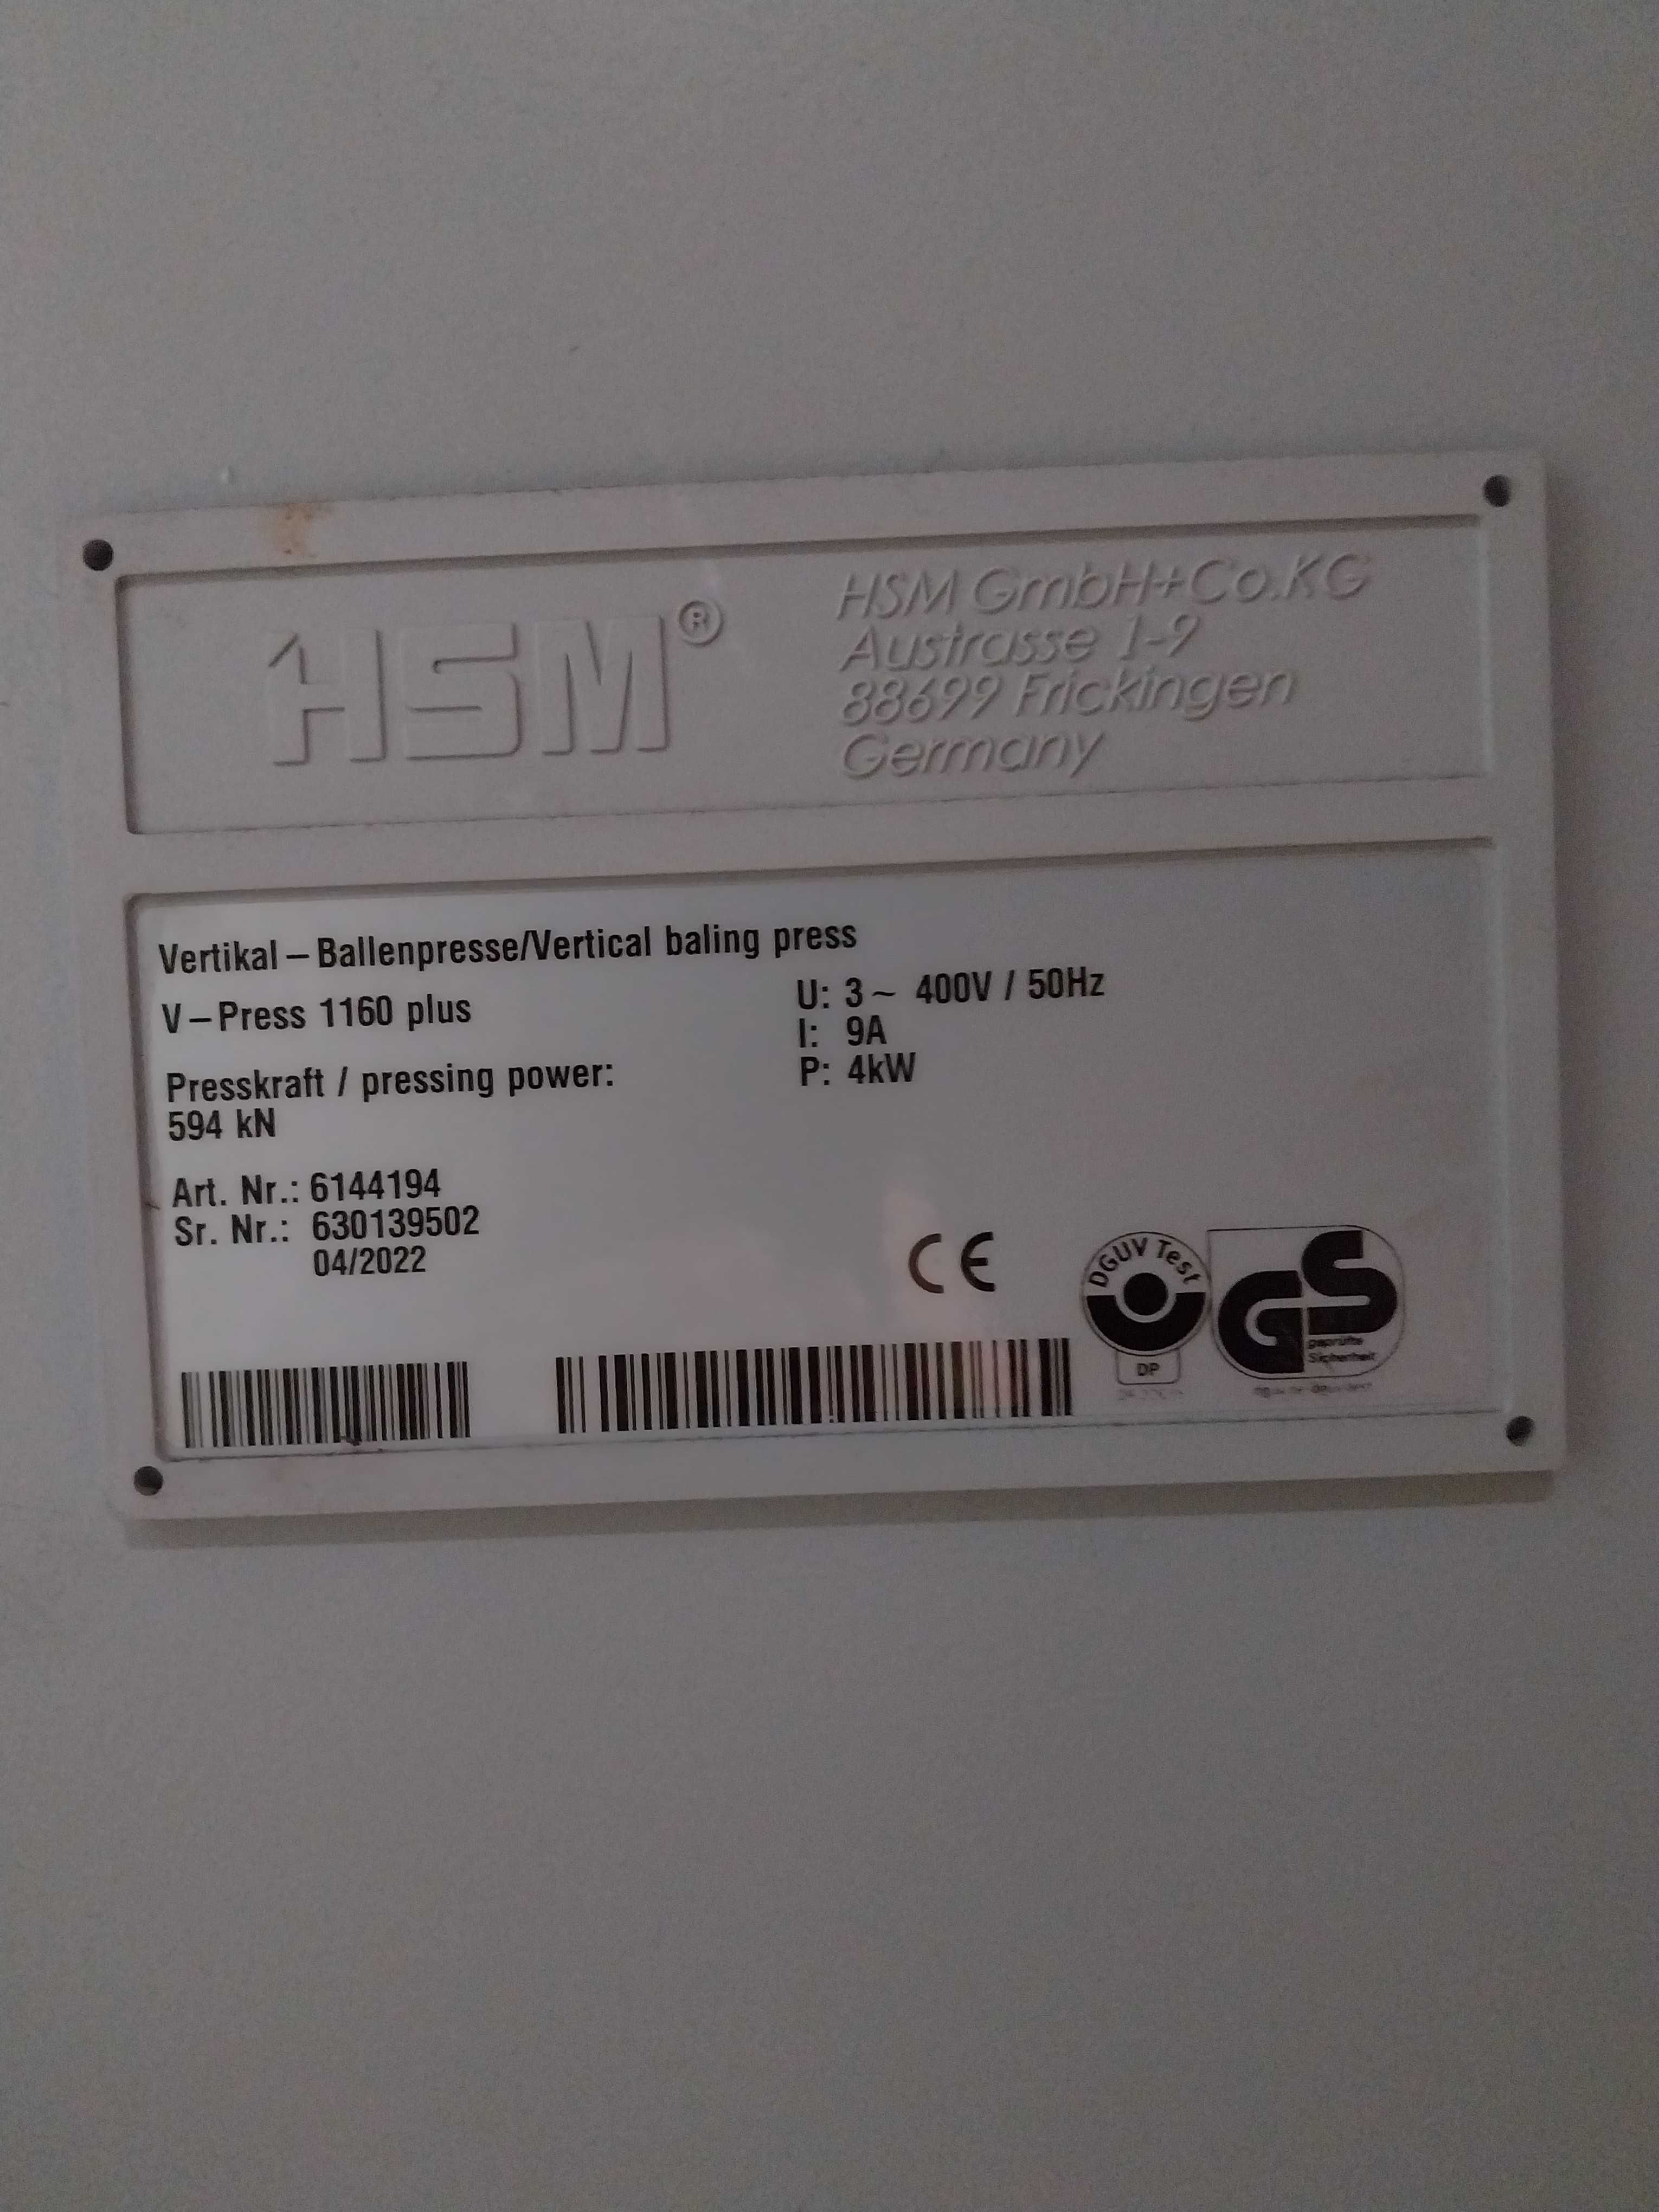 HSM®
HSM GmbH+Co.KG
Austrasse 1-9
88699 Frickingen
Germany
Vertikal – Ballenpresse/Vertical baling press
V – Press 1160 plus
Presskraft / pressing power:
594 kN
Art. Nr.: 6144194
Sr. Nr.: 630139502
04/2022
U: 3 ~ 400V / 50Hz
I: 9A
P: 4kW
CE
DGUV Test
DP
GS
geprüfte
Sicherheit